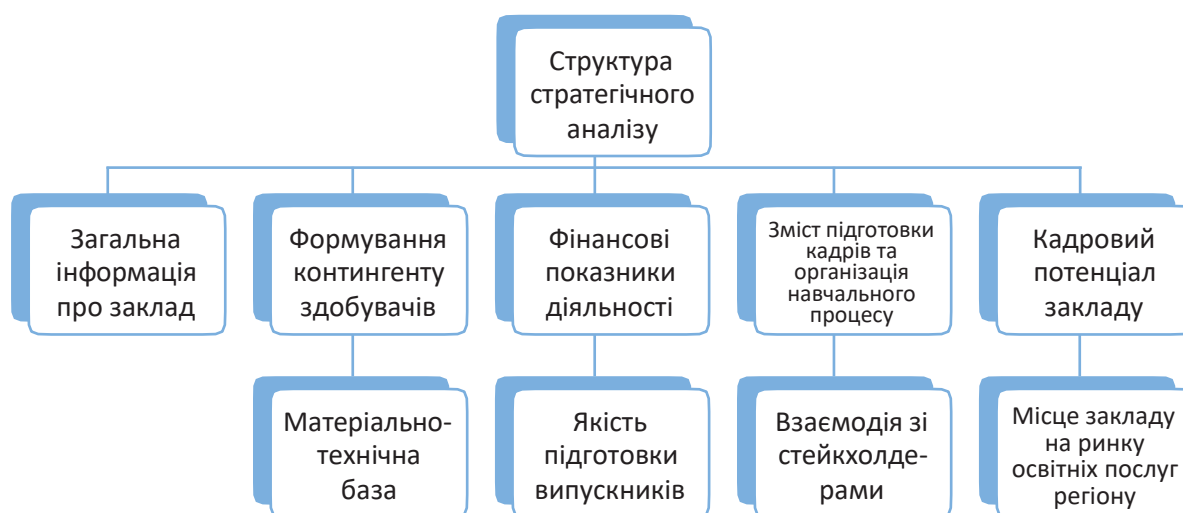 Структура
стратегічного
аналізу
Загальна
інформація
про заклад
Формування
контингенту
здобувачів
Фінансові
показники
діяльності
Зміст підготовки
кадрів та
організація
навчального
процесу
Кадровий
потенціал
закладу
Матеріально-
технічна
база
Якість
підготовки
випускників
Взаємодія зі
стейкхолде-
рами
Місце закладу
на ринку
освітніх послуг
регіону